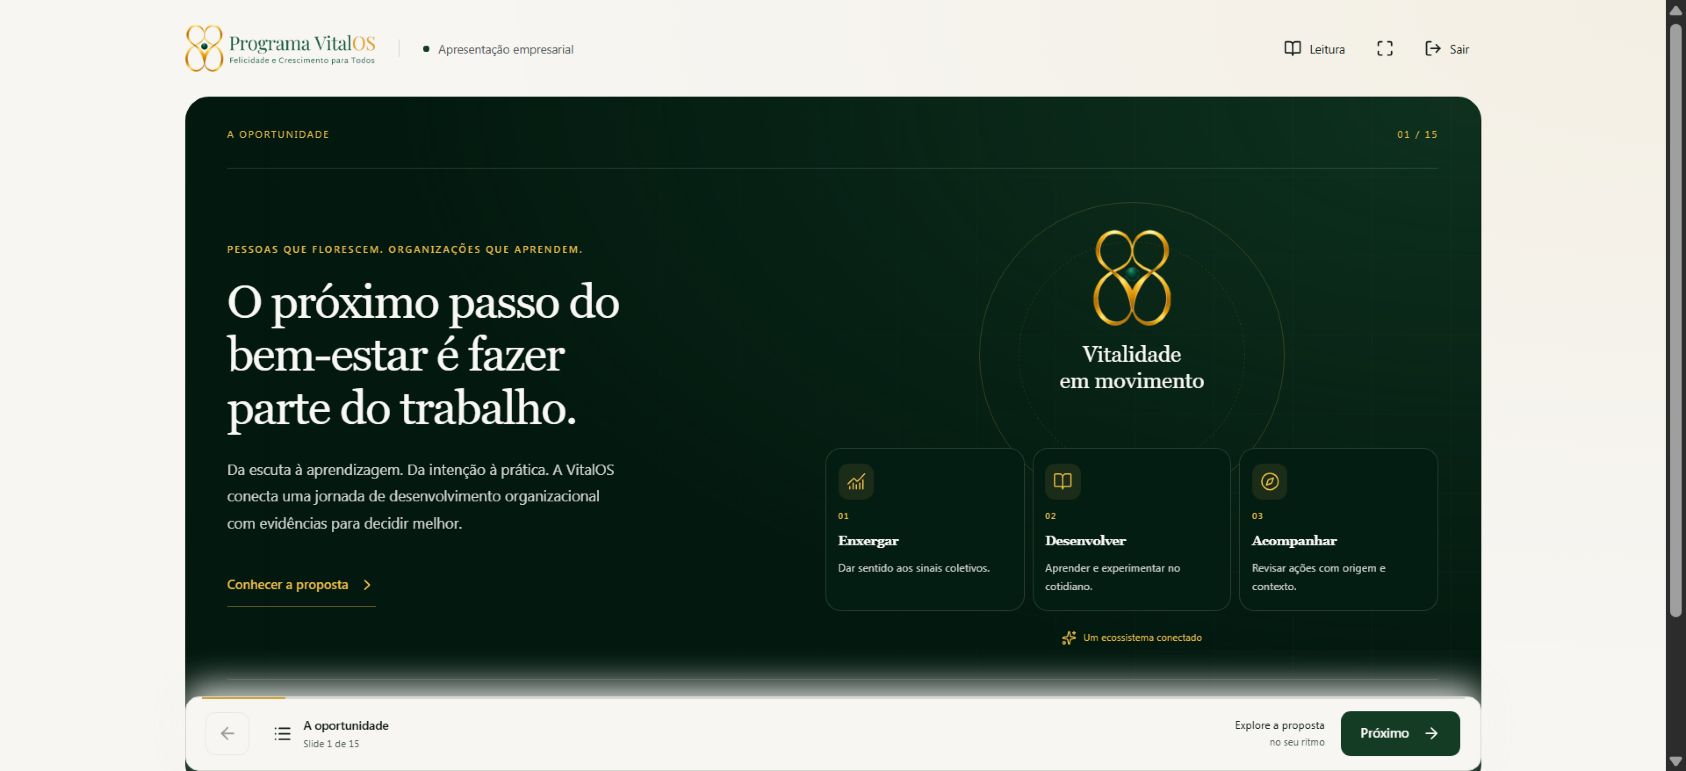 Programa VitalOS
Felicidade e Crescimento para Todos
Apresentação empresarial
Leitura
Sair
A OPORTUNIDADE
01 / 15
PESSOAS QUE FLORESCEM. ORGANIZAÇÕES QUE APRENDEM.
O próximo passo do
bem-estar é fazer
parte do trabalho.
Da escuta à aprendizagem. Da intenção à prática. A VitalOS
conecta uma jornada de desenvolvimento organizacional
com evidências para decidir melhor.
Conhecer a proposta
Vitalidade
em movimento
01
Enxergar
Dar sentido aos sinais coletivos.
02
Desenvolver
Aprender e experimentar no
cotidiano.
03
Acompanhar
Revisar ações com origem e
contexto.
Um ecossistema conectado
A oportunidade
Slide 1 de 15
Explore a proposta
no seu ritmo
Próximo